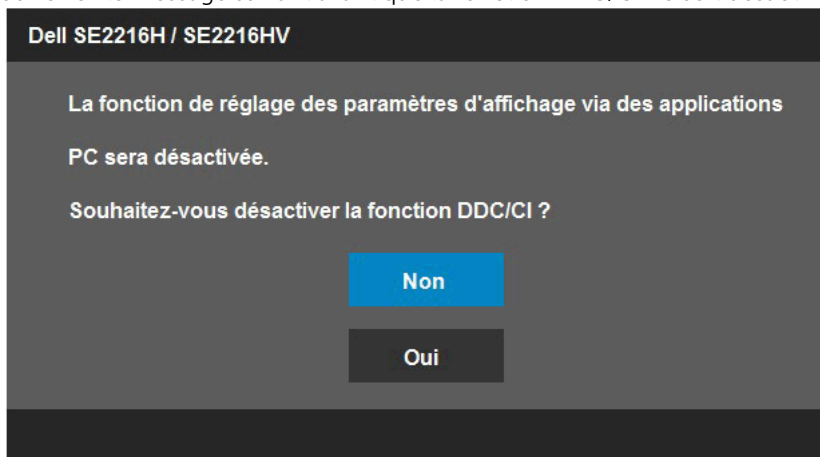 Dell SE2216H / SE2216HV
La fonction de réglage des paramètres d'affichage via des applications
PC sera désactivée.
Souhaitez-vous désactiver la fonction DDC/CI ?
Non
Oui